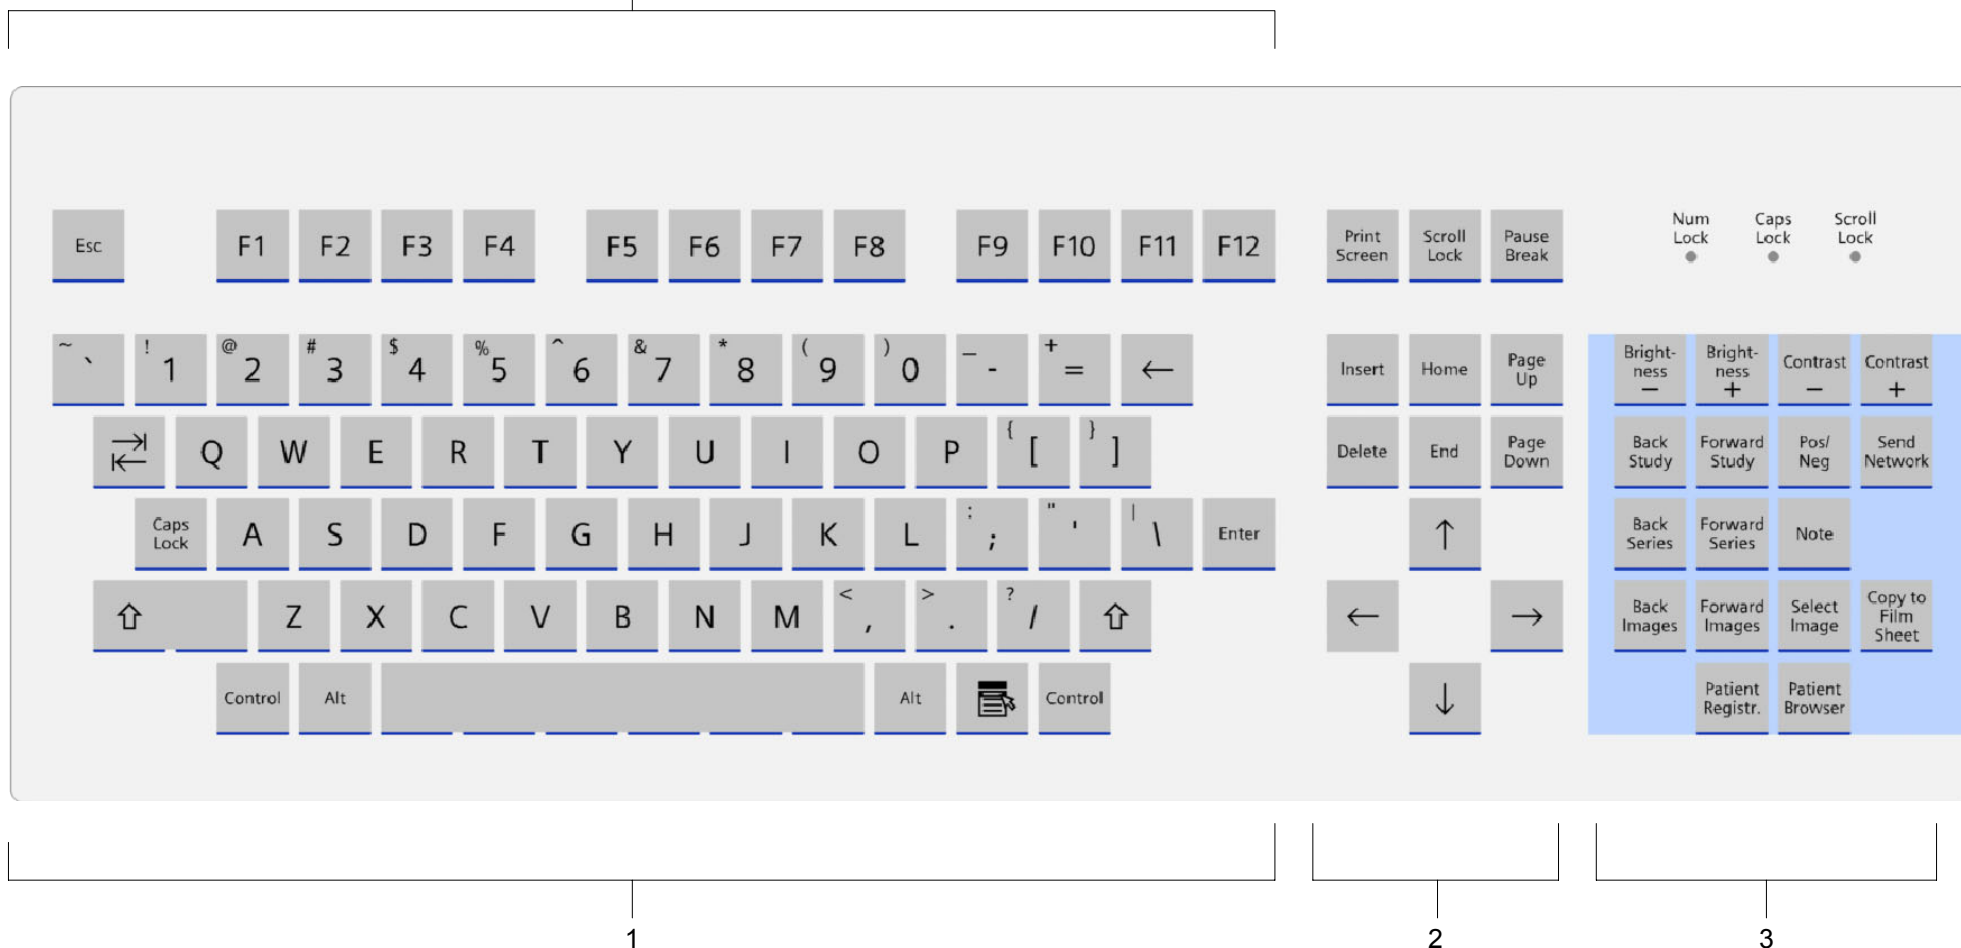 Esc F1 F2 F3 F4 F5 F6 F7 F8 F9 F10 F11 F12 Print Screen Scroll Lock Pause Break Num Lock Caps Lock Scroll Lock
~ ` ! 1 @ 2 # 3 $ 4 % 5 ^ 6 & 7 * 8 ( 9 ) 0 _ - + = ← Insert Home Page Up Bright-ness − Bright-ness + Contrast − Contrast +
Q W E R T Y U I O P { [ } ] Delete End Page Down Back Study Forward Study Pos/ Neg Send Network
Caps Lock A S D F G H J K L : ; " ' | \ Enter ↑ Back Series Forward Series Note
⇧ Z X C V B N M < , > . ? / ⇧ ← → Back Images Forward Images Select Image Copy to Film Sheet
Control Alt Alt Control ↓ Patient Registr. Patient Browser
1 2 3